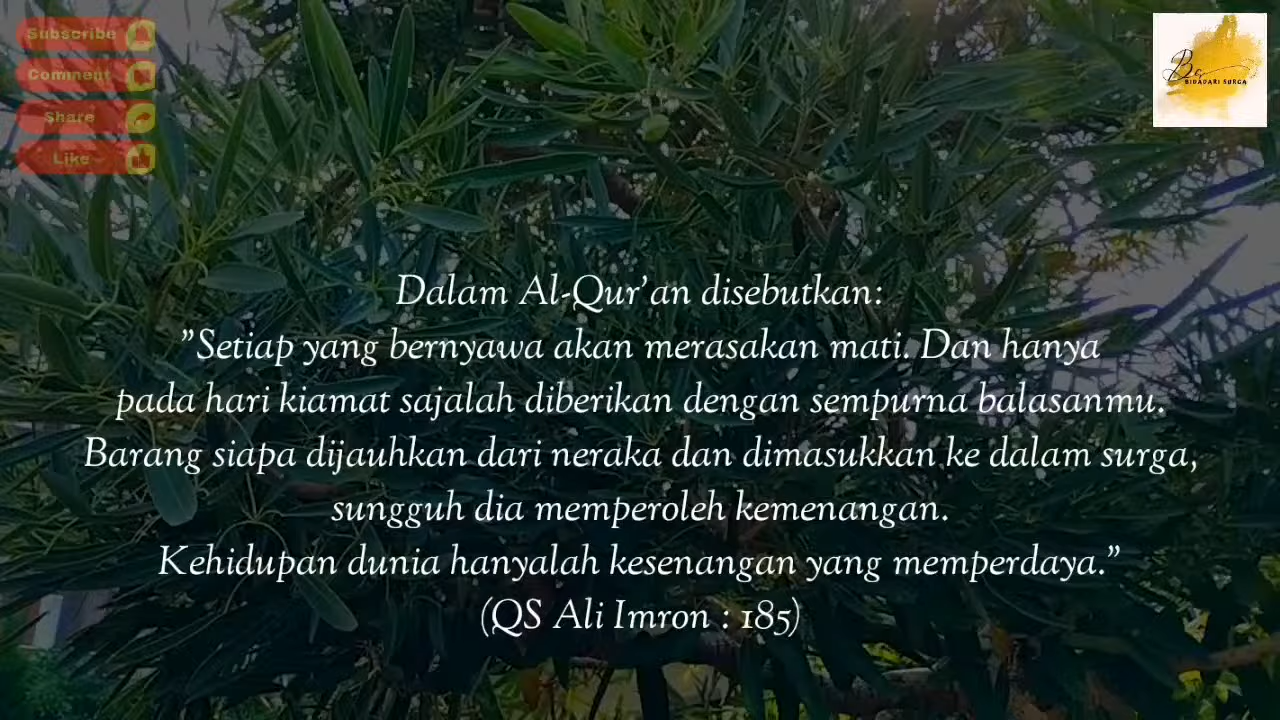 Subscribe
Comment
Share
Like
Bs
BIDADARI SURGA
Dalam Al-Qur'an disebutkan:
"Setiap yang bernyawa akan merasakan mati. Dan hanya
pada hari kiamat sajalah diberikan dengan sempurna balasanmu.
Barang siapa dijauhkan dari neraka dan dimasukkan ke dalam surga,
sungguh dia memperoleh kemenangan.
Kehidupan dunia hanyalah kesenangan yang memperdaya."
(QS Ali Imron : 185)